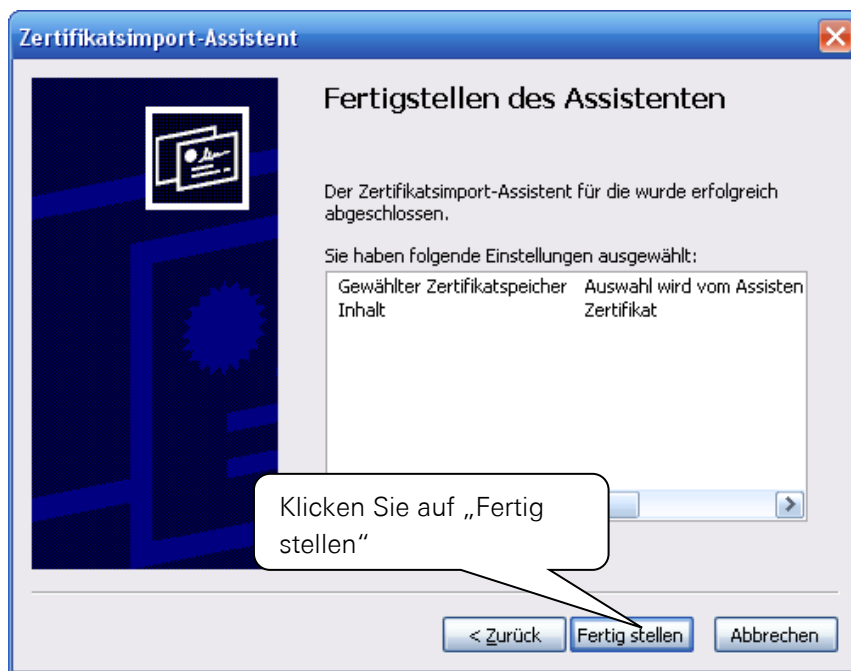 Zertifikatsimport-Assistent
Fertigstellen des Assistenten
Der Zertifikatsimport-Assistent für die wurde erfolgreich
abgeschlossen.
Sie haben folgende Einstellungen ausgewählt:
Gewählter Zertifikatspeicher Auswahl wird vom Assisten
Inhalt Zertifikat
Klicken Sie auf „Fertig
stellen“
< Zurück Fertig stellen Abbrechen